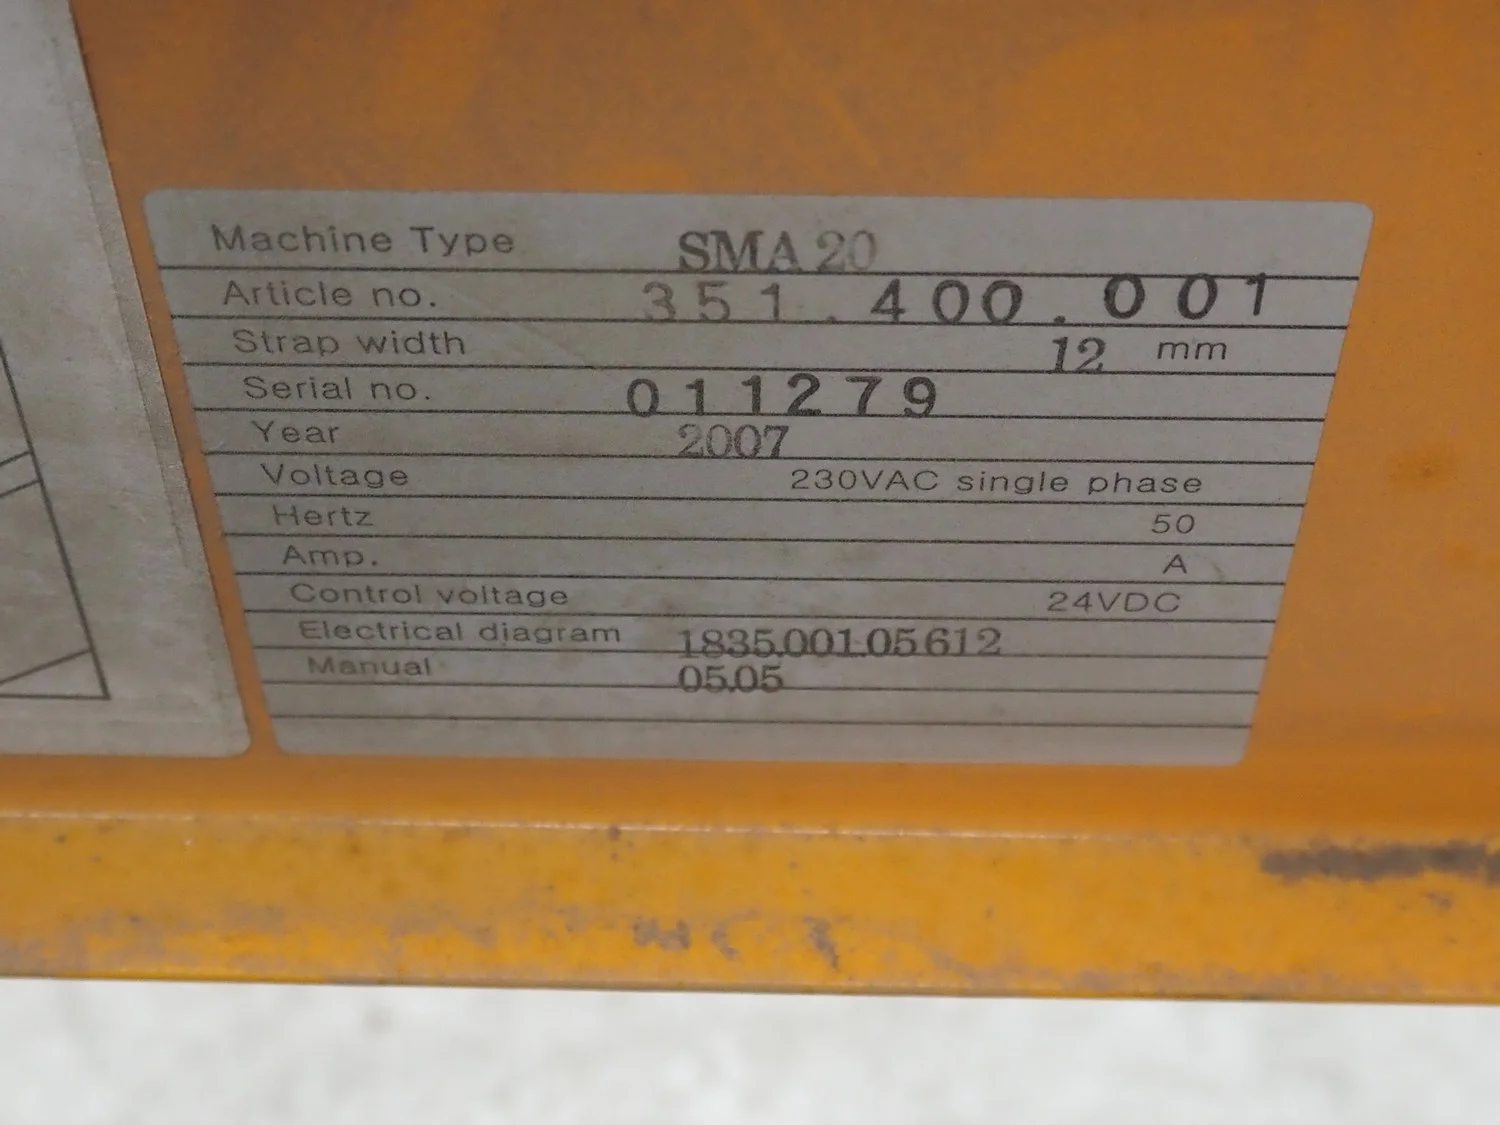 Machine Type SMA 20
Article no. 351.400.001
Strap width 12 mm
Serial no. 011279
Year 2007
Voltage 230VAC single phase
Hertz 50
Amp. A
Control voltage 24VDC
Electrical diagram 1835.001.05612
Manual 05.05